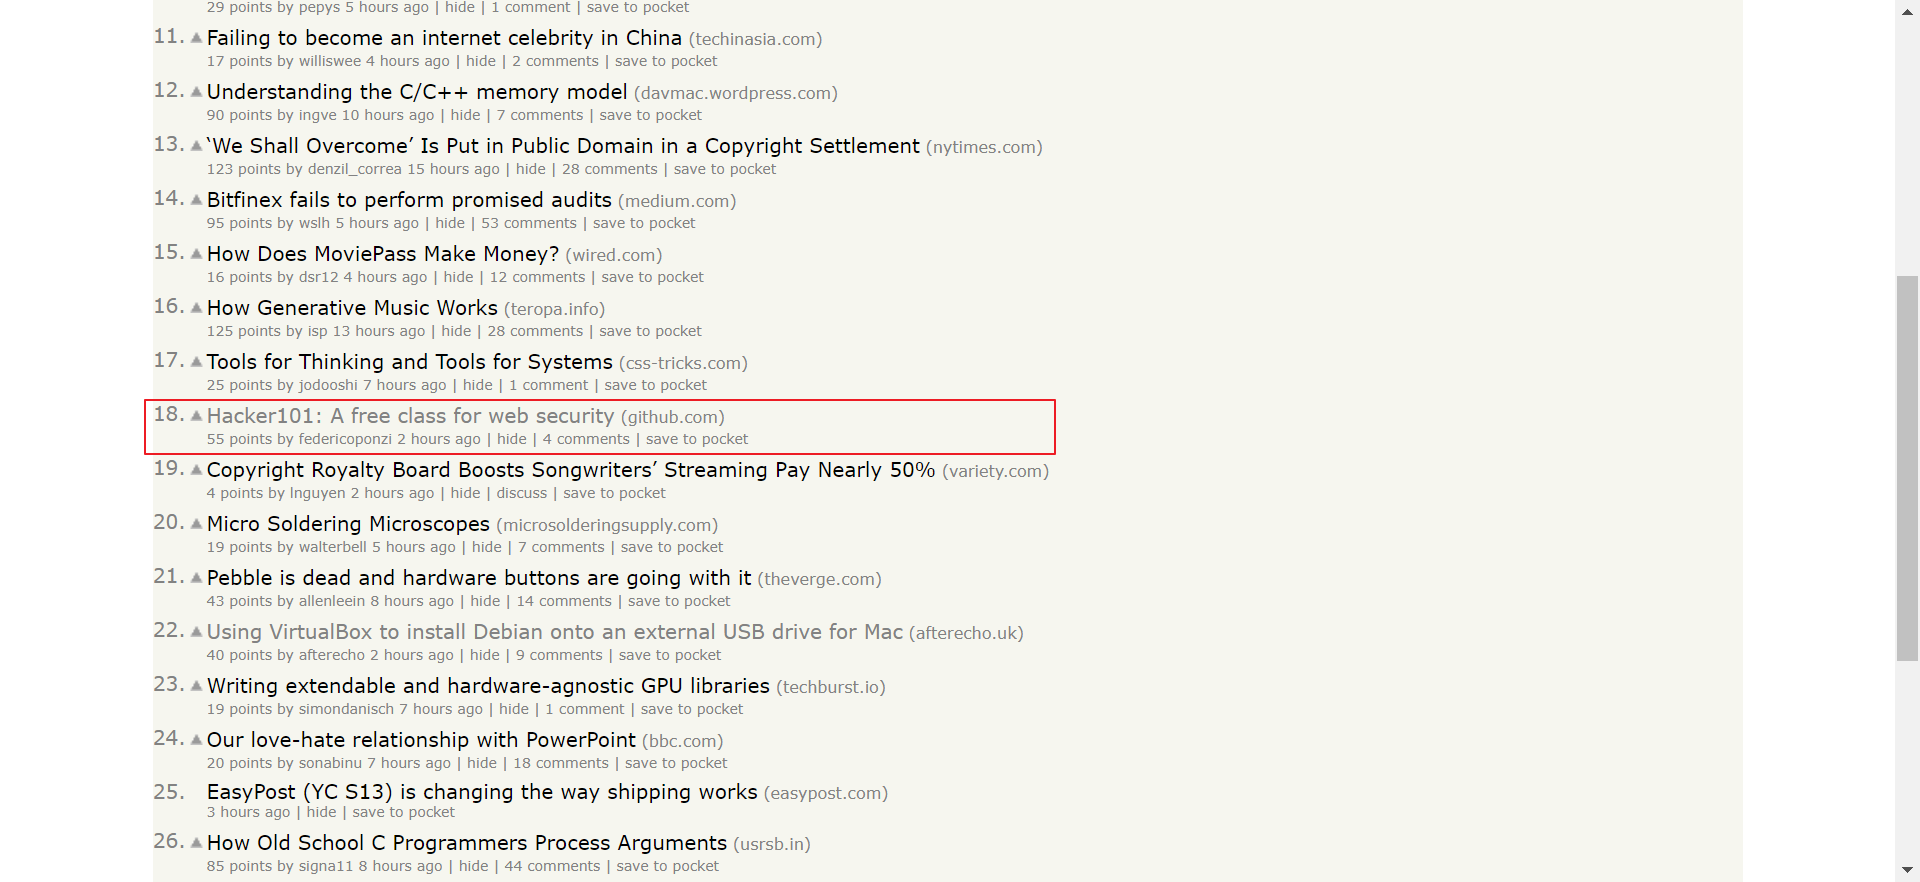 29 points by pepys 5 hours ago | hide | 1 comment | save to pocket
11. Failing to become an internet celebrity in China (techinasia.com)
17 points by williswee 4 hours ago | hide | 2 comments | save to pocket
12. Understanding the C/C++ memory model (davmac.wordpress.com)
90 points by ingve 10 hours ago | hide | 7 comments | save to pocket
13. ‘We Shall Overcome’ Is Put in Public Domain in a Copyright Settlement (nytimes.com)
123 points by denzil_correa 15 hours ago | hide | 28 comments | save to pocket
14. Bitfinex fails to perform promised audits (medium.com)
95 points by wslh 5 hours ago | hide | 53 comments | save to pocket
15. How Does MoviePass Make Money? (wired.com)
16 points by dsr12 4 hours ago | hide | 12 comments | save to pocket
16. How Generative Music Works (teropa.info)
125 points by isp 13 hours ago | hide | 28 comments | save to pocket
17. Tools for Thinking and Tools for Systems (css-tricks.com)
25 points by jodooshi 7 hours ago | hide | 1 comment | save to pocket
18. Hacker101: A free class for web security (github.com)
55 points by federicoponzi 2 hours ago | hide | 4 comments | save to pocket
19. Copyright Royalty Board Boosts Songwriters’ Streaming Pay Nearly 50% (variety.com)
4 points by lnguyen 2 hours ago | hide | discuss | save to pocket
20. Micro Soldering Microscopes (microsolderingsupply.com)
19 points by walterbell 5 hours ago | hide | 7 comments | save to pocket
21. Pebble is dead and hardware buttons are going with it (theverge.com)
43 points by allenleein 8 hours ago | hide | 14 comments | save to pocket
22. Using VirtualBox to install Debian onto an external USB drive for Mac (afterecho.uk)
40 points by afterecho 2 hours ago | hide | 9 comments | save to pocket
23. Writing extendable and hardware-agnostic GPU libraries (techburst.io)
19 points by simondanisch 7 hours ago | hide | 1 comment | save to pocket
24. Our love-hate relationship with PowerPoint (bbc.com)
20 points by sonabinu 7 hours ago | hide | 18 comments | save to pocket
25. EasyPost (YC S13) is changing the way shipping works (easypost.com)
3 hours ago | hide | save to pocket
26. How Old School C Programmers Process Arguments (usrsb.in)
85 points by signa11 8 hours ago | hide | 44 comments | save to pocket